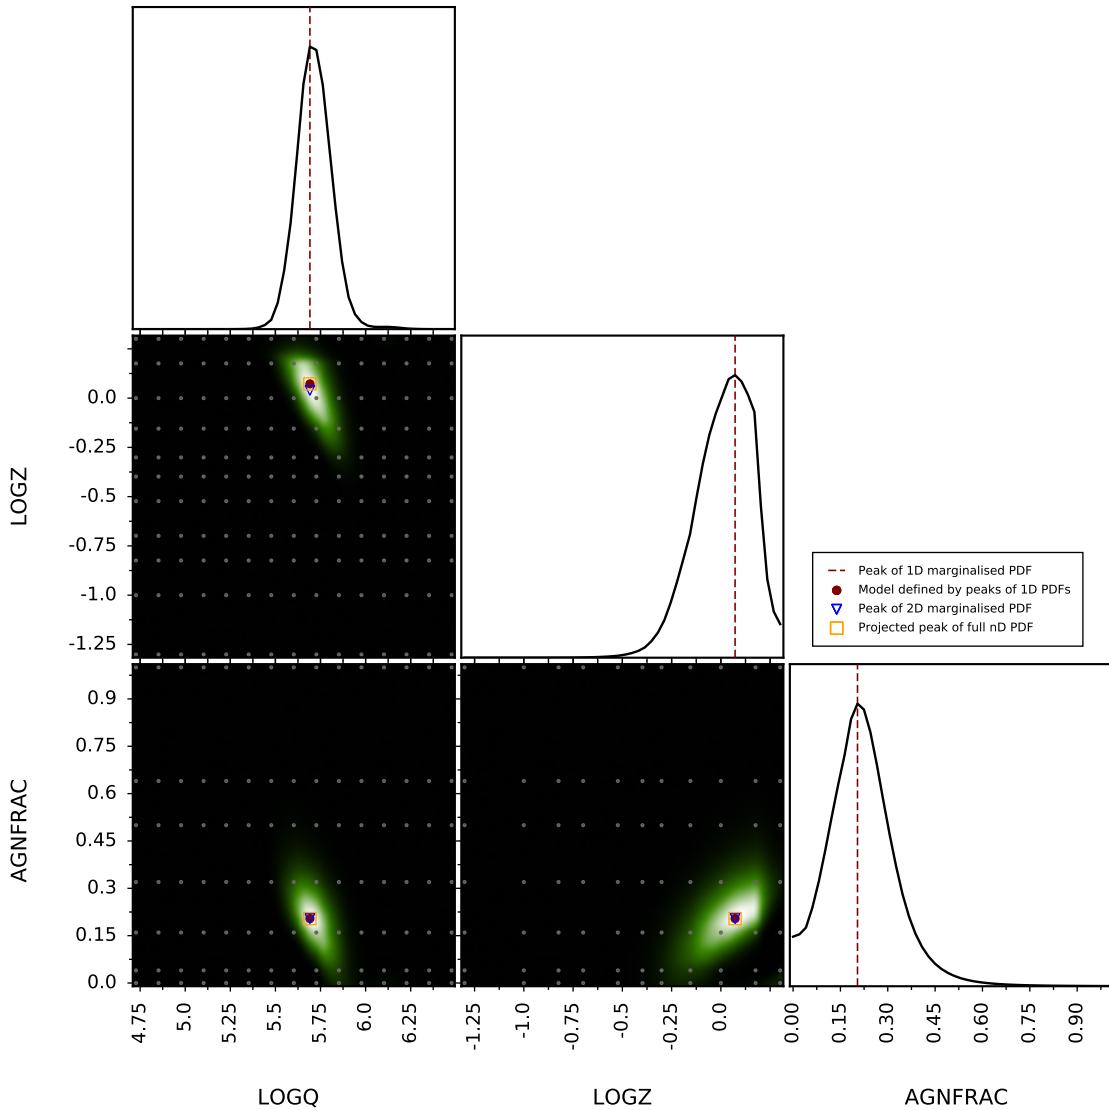 LOGZ
0.0
-0.25
-0.5
-0.75
-1.0
-1.25
Peak of 1D marginalised PDF
Model defined by peaks of 1D PDFs
Peak of 2D marginalised PDF
Projected peak of full nD PDF
AGNFRAC
0.9
0.75
0.6
0.45
0.3
0.15
0.0
4.75 5.0 5.25 5.5 5.75 6.0 6.25
-1.25 -1.0 -0.75 -0.5 -0.25 0.0
0.00 0.15 0.30 0.45 0.60 0.75 0.90
LOGQ LOGZ AGNFRAC